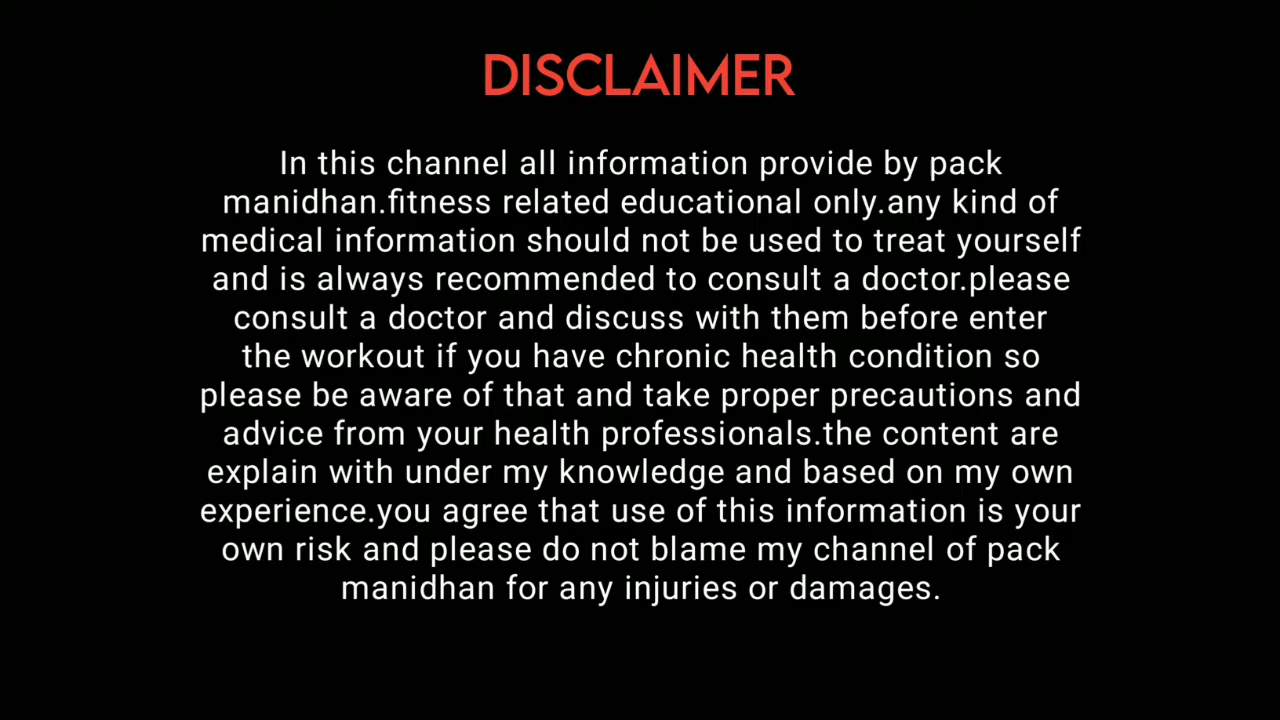 DISCLAIMER
In this channel all information provide by pack
manidhan.fitness related educational only.any kind of
medical information should not be used to treat yourself
and is always recommended to consult a doctor.please
consult a doctor and discuss with them before enter
the workout if you have chronic health condition so
please be aware of that and take proper precautions and
advice from your health professionals.the content are
explain with under my knowledge and based on my own
experience.you agree that use of this information is your
own risk and please do not blame my channel of pack
manidhan for any injuries or damages.